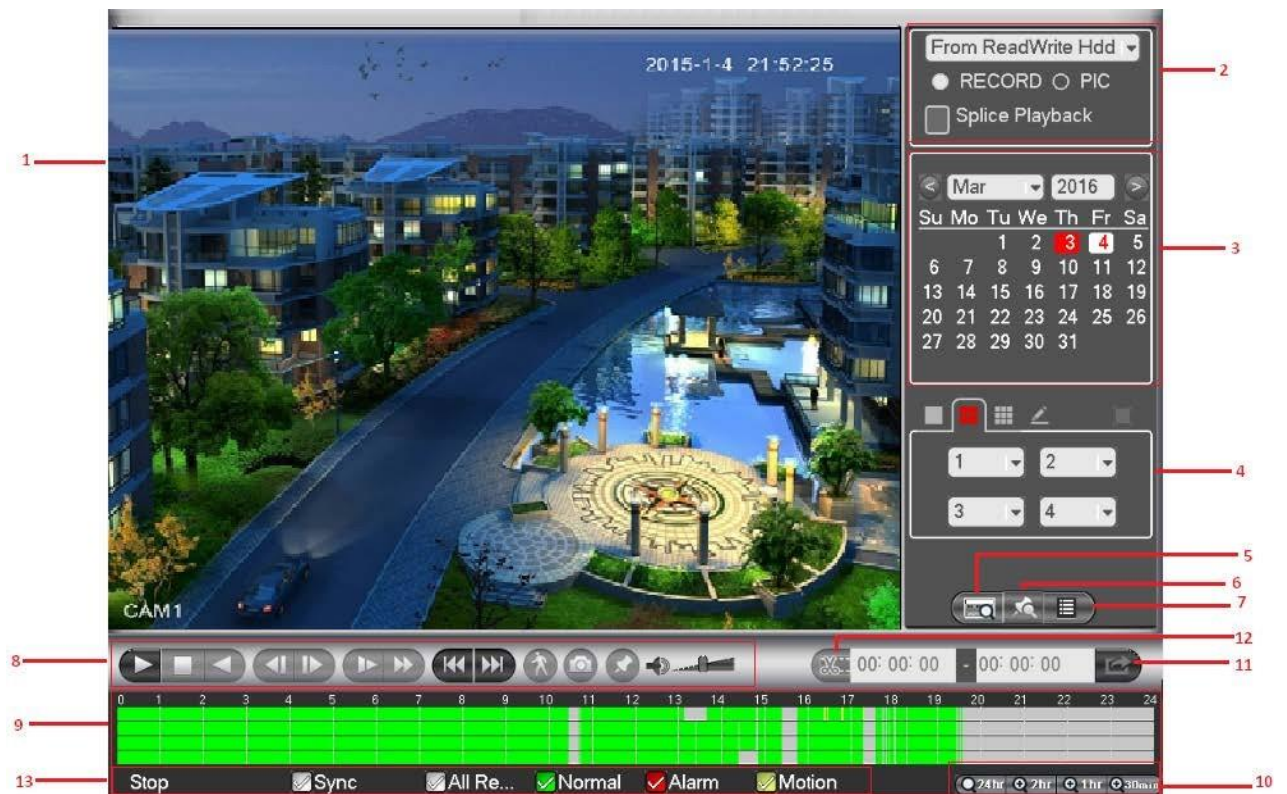 2015-1-4 21:52:25
CAM1
From ReadWrite Hdd
RECORD PIC
Splice Playback
< Mar 2016 >
Su Mo Tu We Th Fr Sa
1 2 3 4 5
6 7 8 9 10 11 12
13 14 15 16 17 18 19
20 21 22 23 24 25 26
27 28 29 30 31
1 2
3 4
1
2
3
4
5
6
7
12
11
8
00: 00: 00 - 00: 00: 00
9
0 1 2 3 4 5 6 7 8 9 10 11 12 13 14 15 16 17 18 19 20 21 22 23 24
13
Stop Sync All Re... Normal Alarm Motion
24hr 2hr 1hr 30min
10